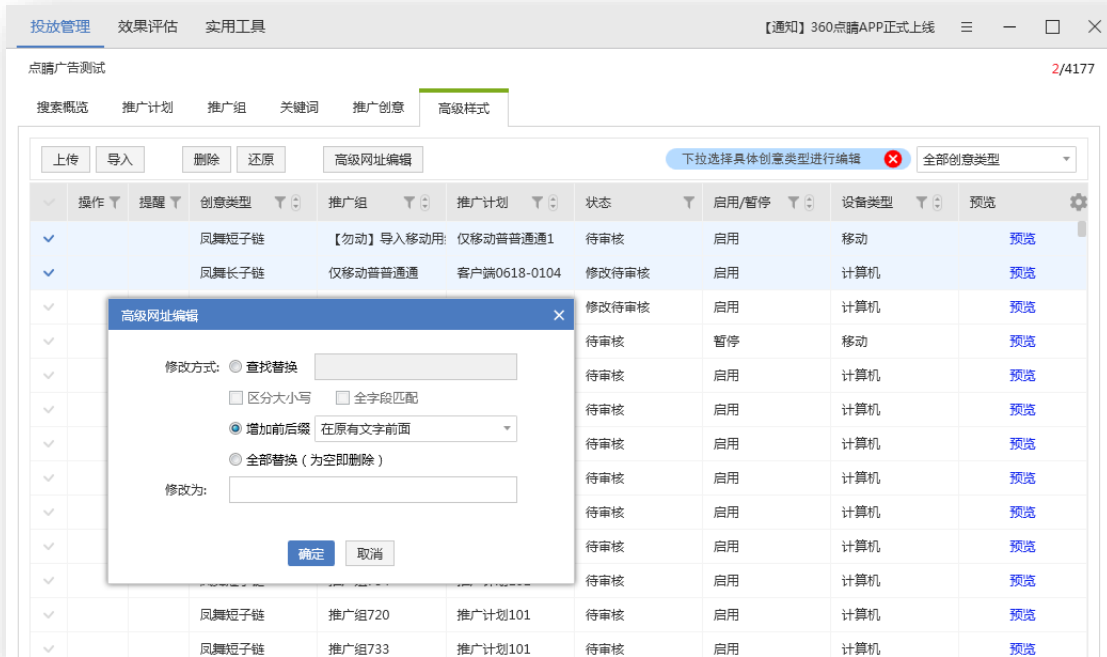 投放管理 效果评估 实用工具 【通知】360点睛APP正式上线
点睛广告测试 2/4177
搜索概览 推广计划 推广组 关键词 推广创意 高级样式
上传 导入 删除 还原 高级网址编辑 下拉选择具体创意类型进行编辑 全部创意类型
操作 提醒 创意类型 推广组 推广计划 状态 启用/暂停 设备类型 预览
凤舞短子链 【勿动】导入移动用 仅移动普普通通1 待审核 启用 移动 预览
凤舞长子链 仅移动普普通通 客户端0618-0104 修改待审核 启用 计算机 预览
修改待审核 启用 计算机 预览
高级网址编辑
待审核 暂停 移动 预览
修改方式: 查找替换
待审核 启用 计算机 预览
区分大小写 全字段匹配
待审核 启用 计算机 预览
增加前后缀 在原有文字前面
待审核 启用 计算机 预览
全部替换（为空即删除）
待审核 启用 计算机 预览
修改为:
待审核 启用 计算机 预览
待审核 启用 计算机 预览
确定 取消
待审核 启用 计算机 预览
凤舞短子链 推广组720 推广计划101 待审核 启用 计算机 预览
凤舞短子链 推广组733 推广计划101 待审核 启用 计算机 预览